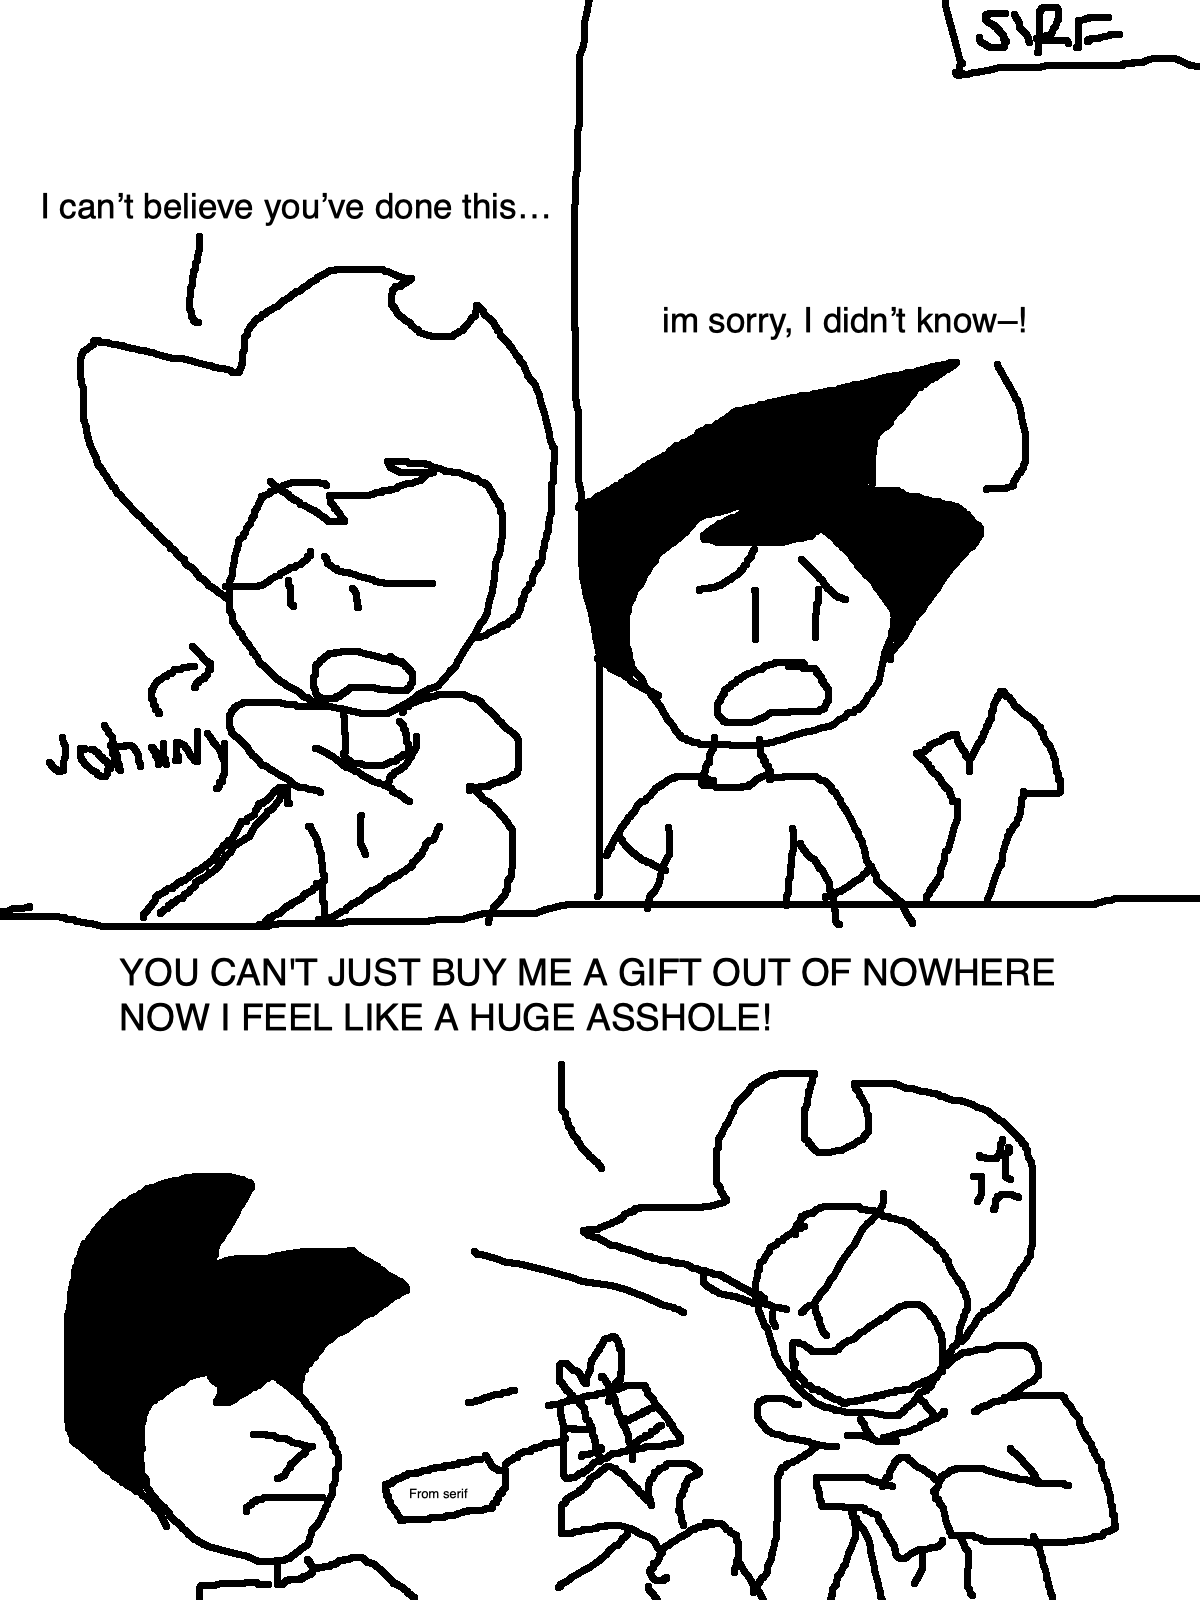 SIRF
I can't believe you've done this…
im sorry, I didn't know–!
Johnny
YOU CAN'T JUST BUY ME A GIFT OUT OF NOWHERE
NOW I FEEL LIKE A HUGE ASSHOLE!
From serif